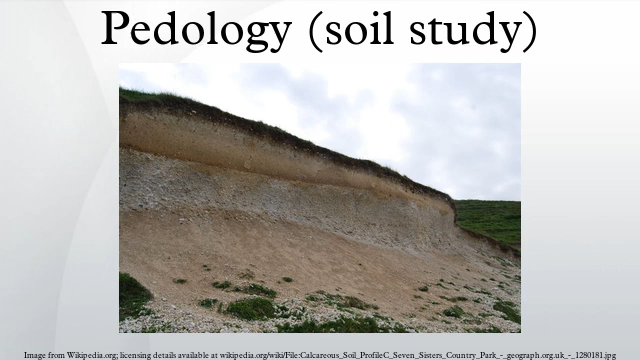 Pedology (soil study)
Image from Wikipedia.org; licensing details available at wikipedia.org/wiki/File:Calcareous_Soil_ProfileC_Seven_Sisters_Country_Park_-_geograph.org.uk_-_1280181.jpg